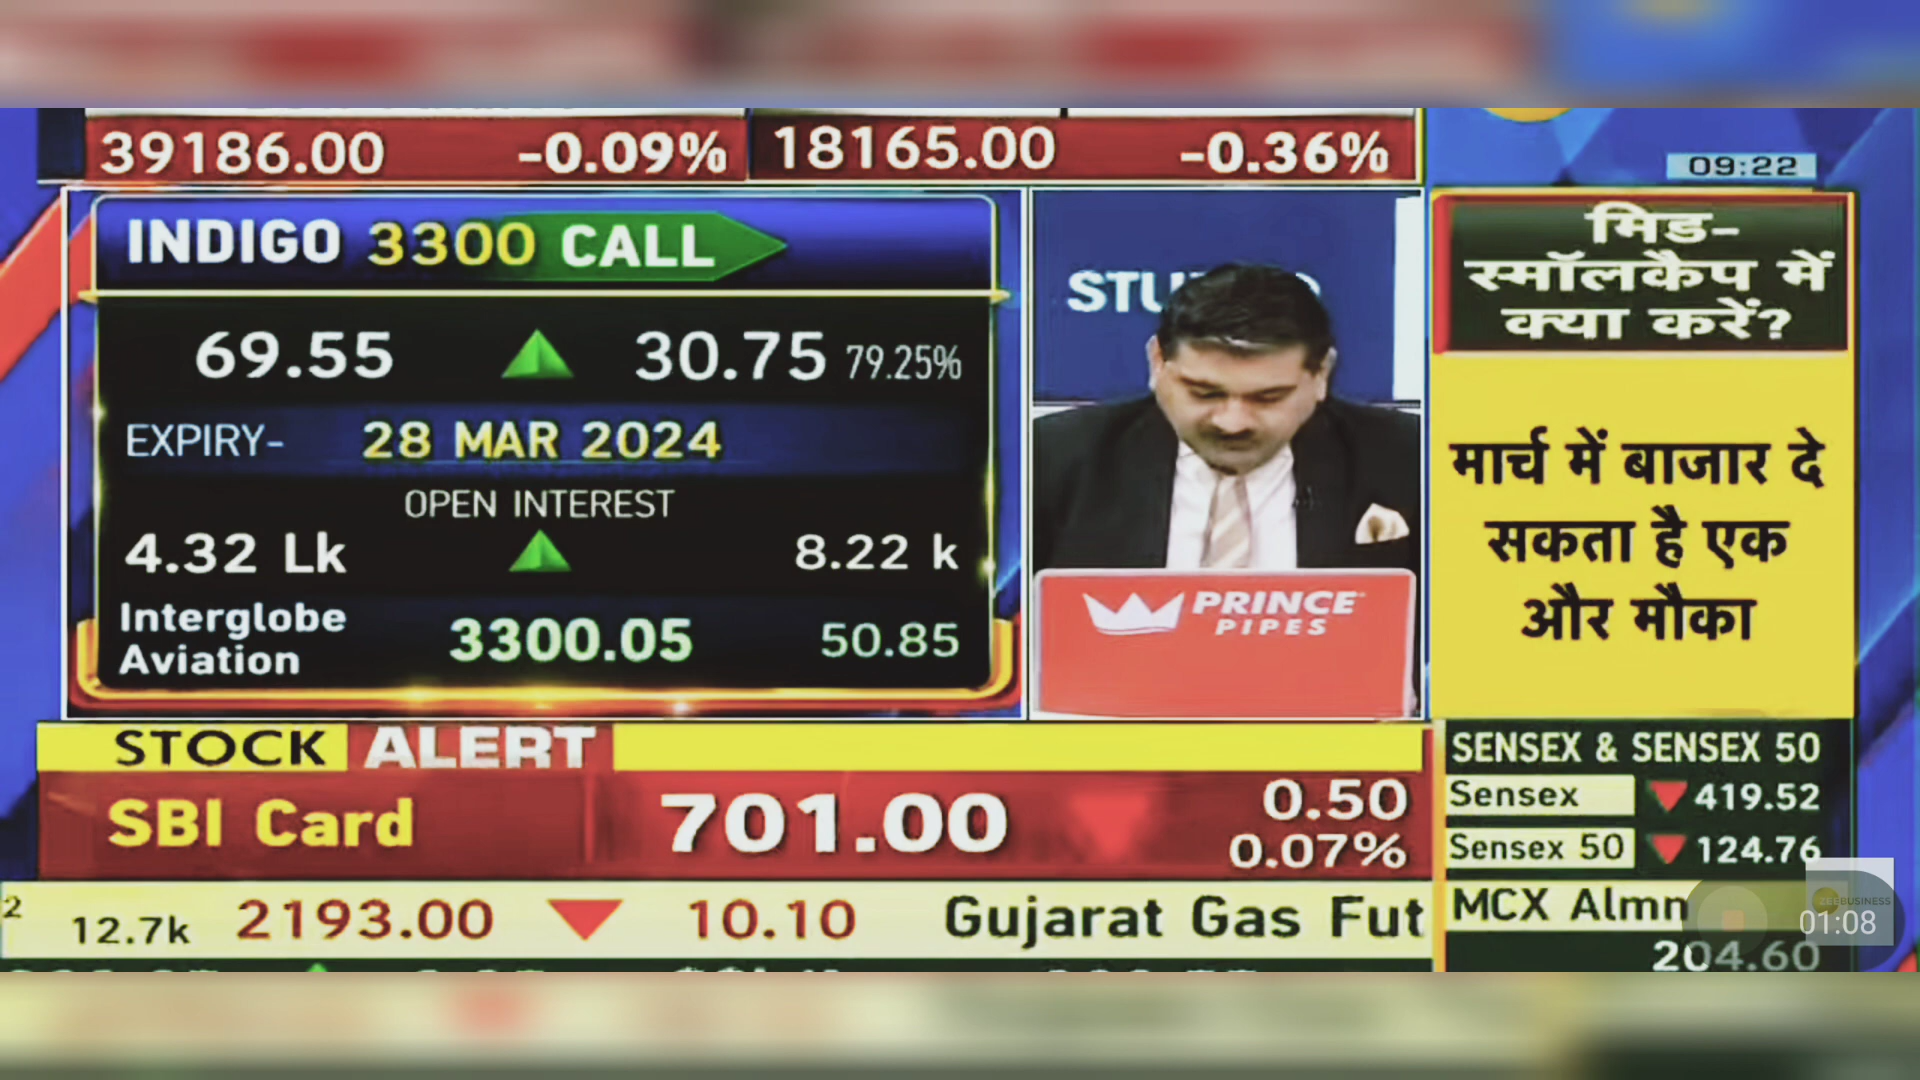 39186.00 -0.09% 18165.00 -0.36%
09:22
INDIGO 3300 CALL
69.55 30.75 79.25%
EXPIRY- 28 MAR 2024
OPEN INTEREST
4.32 Lk 8.22 k
Interglobe Aviation 3300.05 50.85
STU
PRINCE
PIPES
मिड-
स्मॉलकैप में
क्या करें?
मार्च में बाजार दे
सकता है एक
और मौका
STOCK ALERT
SBI Card 701.00 0.50
0.07%
SENSEX & SENSEX 50
Sensex 419.52
Sensex 50 124.76
2 12.7k 2193.00 10.10 Gujarat Gas Fut
MCX Almn
204.60
ZEEBUSINESS
01:08